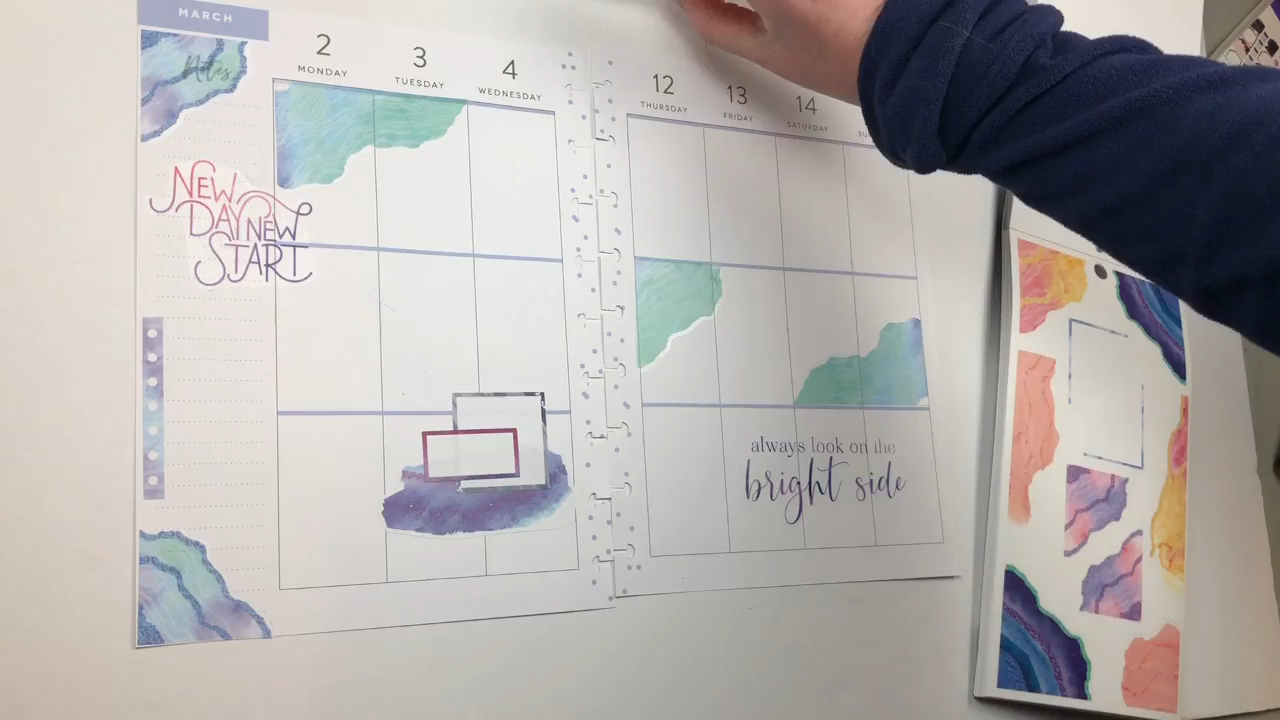 MARCH
Notes
2
MONDAY
3
TUESDAY
4
WEDNESDAY
12
THURSDAY
13
FRIDAY
14
SATURDAY
SU
NEW
DAY NEW
START
always look on the
bright side